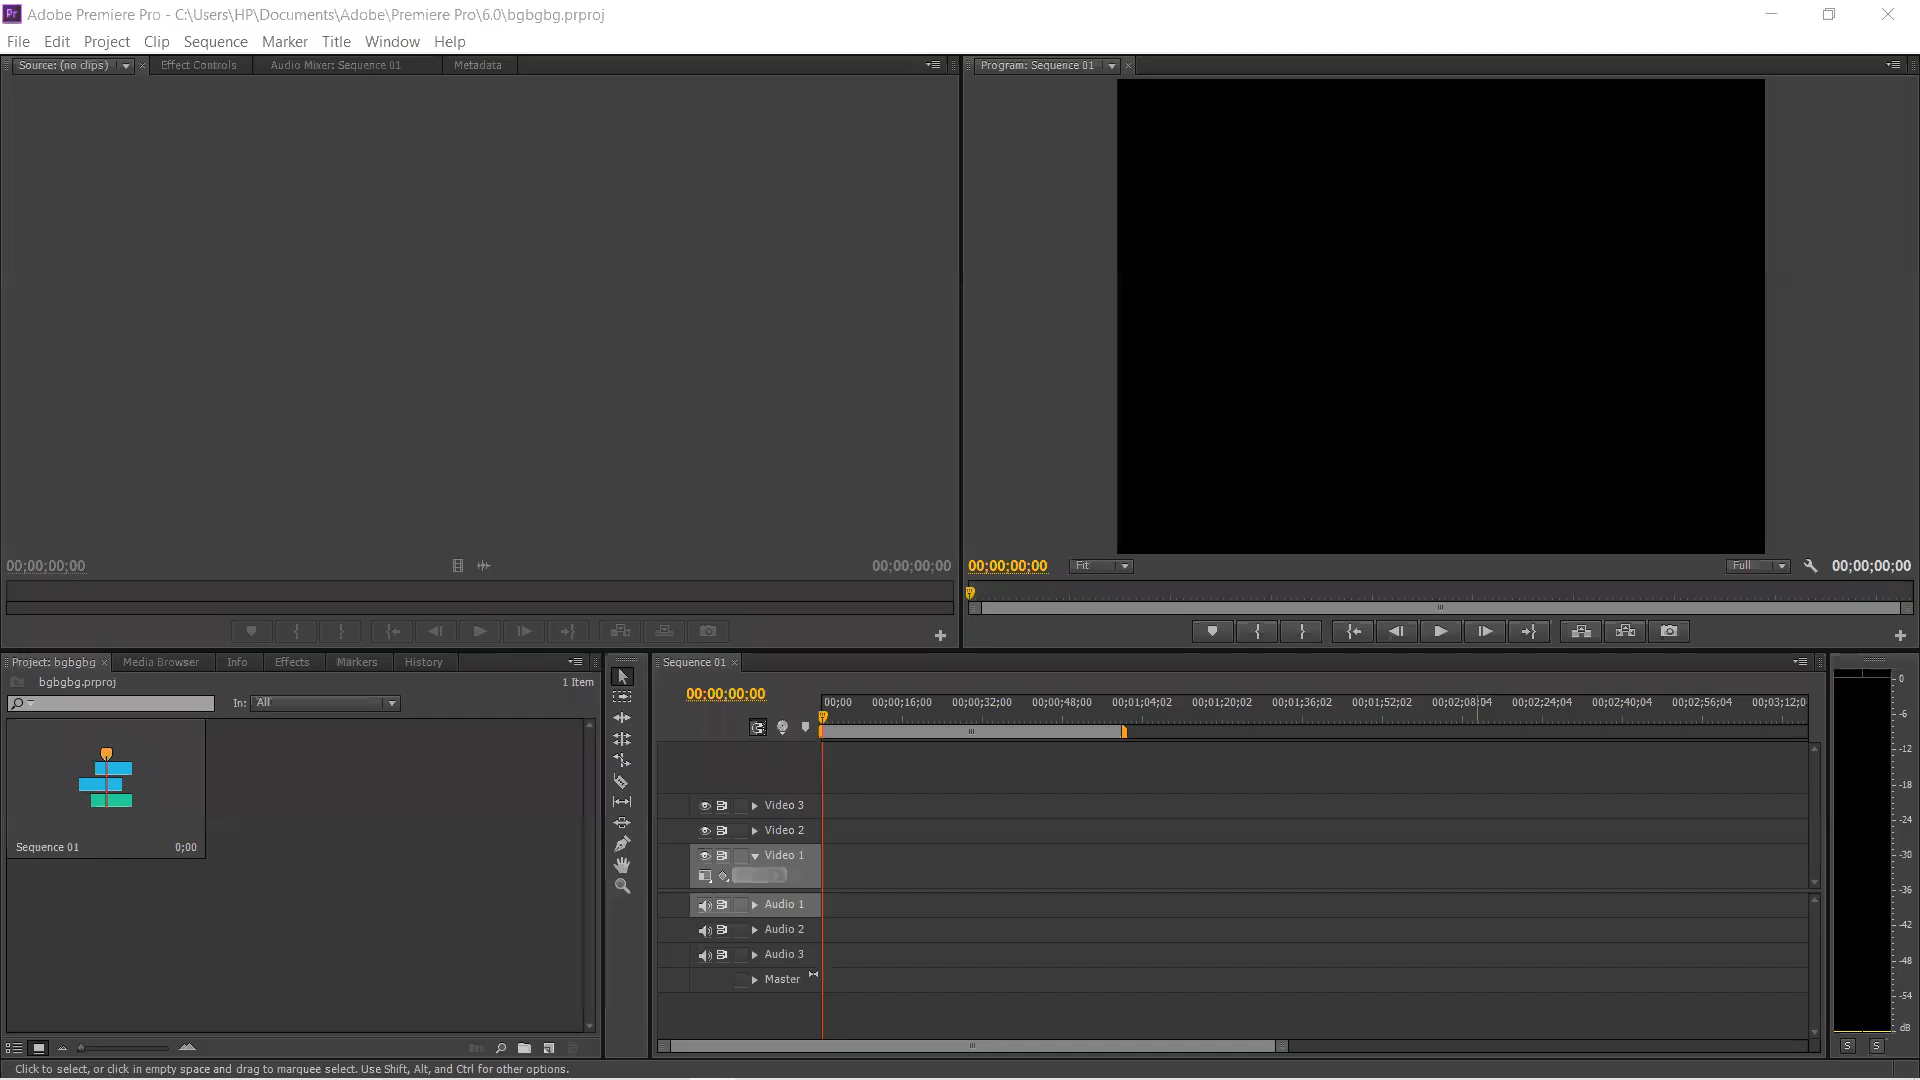 Adobe Premiere Pro - C:\Users\HP\Documents\Adobe\Premiere Pro\6.0\bgbgbg.prproj
File Edit Project Clip Sequence Marker Title Window Help
Source: (no clips) Effect Controls Audio Mixer: Sequence 01 Metadata
Program: Sequence 01
00;00;00;00 00;00;00;00
00;00;00;00 Fit Full 00;00;00;00
Project: bgbgbg Media Browser Info Effects Markers History
bgbgbg.prproj 1 Item
In: All
Sequence 01 0;00
Sequence 01
00;00;00;00
00;00 00;00;16;00 00;00;32;00 00;00;48;00 00;01;04;02 00;01;20;02 00;01;36;02 00;01;52;02 00;02;08;04 00;02;24;04 00;02;40;04 00;02;56;04 00;03;12;0
Video 3
Video 2
Video 1
Audio 1
Audio 2
Audio 3
Master
0
-6
-12
-18
-24
-30
-36
-42
-48
-54
dB
S S
Click to select, or click in empty space and drag to marquee select. Use Shift, Alt, and Ctrl for other options.